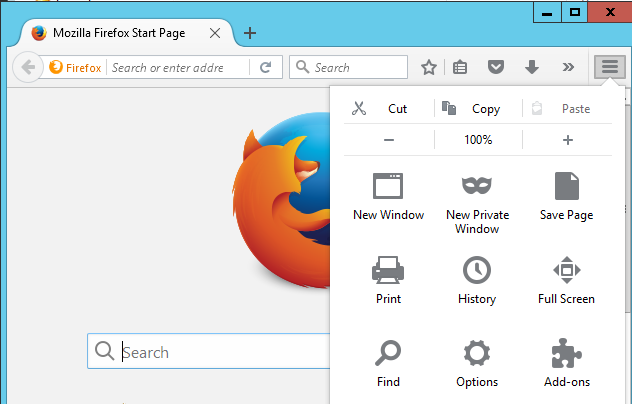 Mozilla Firefox Start Page
Firefox
Search or enter addre
Search
Cut
Copy
Paste
100%
New Window
New Private
Window
Save Page
Print
History
Full Screen
Search
Find
Options
Add-ons